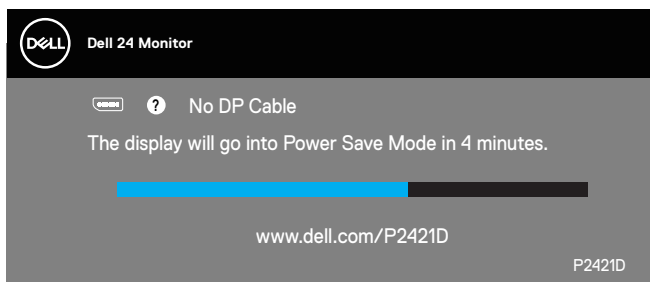 DELL
Dell 24 Monitor
? No DP Cable
The display will go into Power Save Mode in 4 minutes.
www.dell.com/P2421D
P2421D